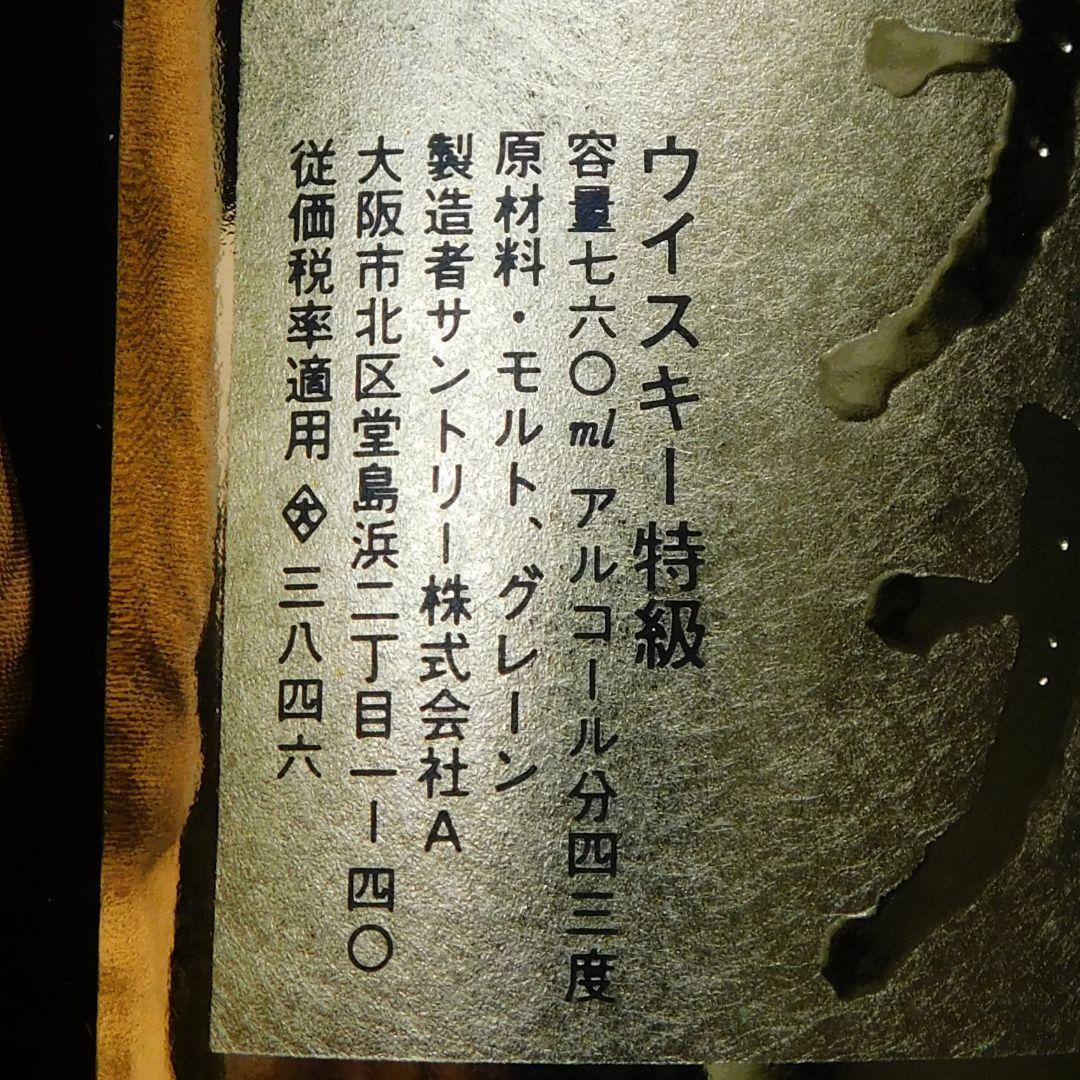 ウイスキー特級
容量七六〇ml アルコール分四三度
原材料・モルト、グレーン
製造者サントリー株式会社A
大阪市北区堂島浜二丁目一ー四〇
従価税率適用 大 三八四六